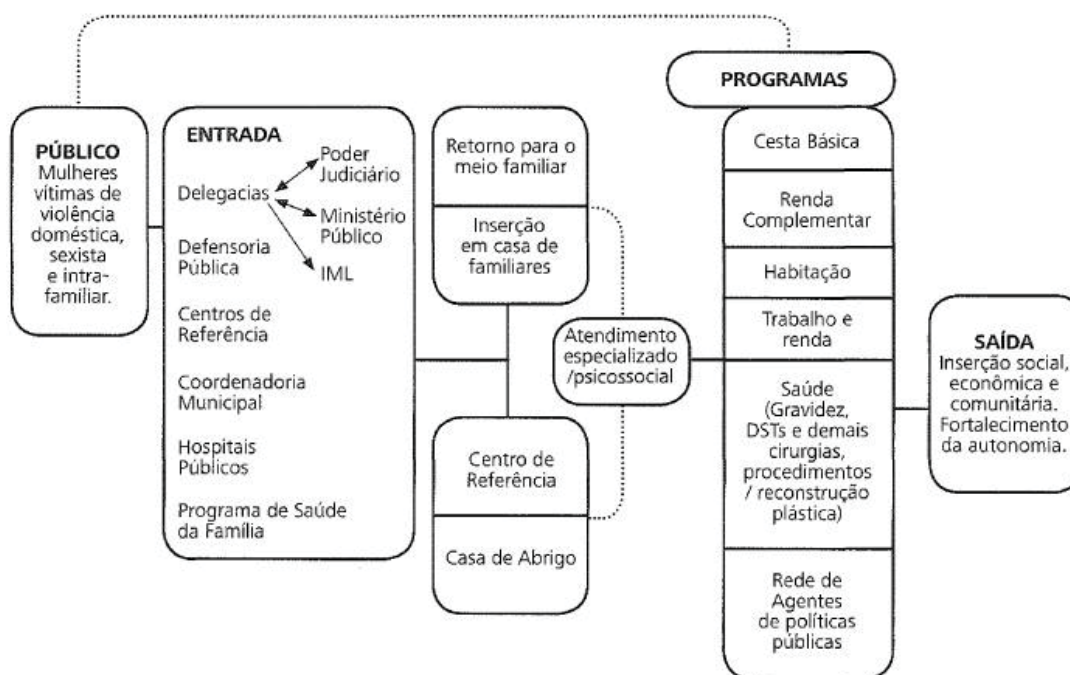 PÚBLICO
Mulheres
vítimas de
violência
doméstica,
sexista
e intra-
familiar.
ENTRADA
Delegacias
Poder
Judiciário
Ministério
Público
IML
Defensoria
Pública
Centros de
Referência
Coordenadoria
Municipal
Hospitais
Públicos
Programa de Saúde
da Família
Retorno para o
meio familiar
Inserção
em casa de
familiares
Centro de
Referência
Casa de Abrigo
Atendimento
especializado
/psicossocial
PROGRAMAS
Cesta Básica
Renda
Complementar
Habitação
Trabalho e
renda
Saúde
(Gravidez,
DSTs e demais
cirurgias,
procedimentos
/ reconstrução
plástica)
Rede de
Agentes
de políticas
públicas
SAÍDA
Inserção social,
econômica e
comunitária.
Fortalecimento
da autonomia.